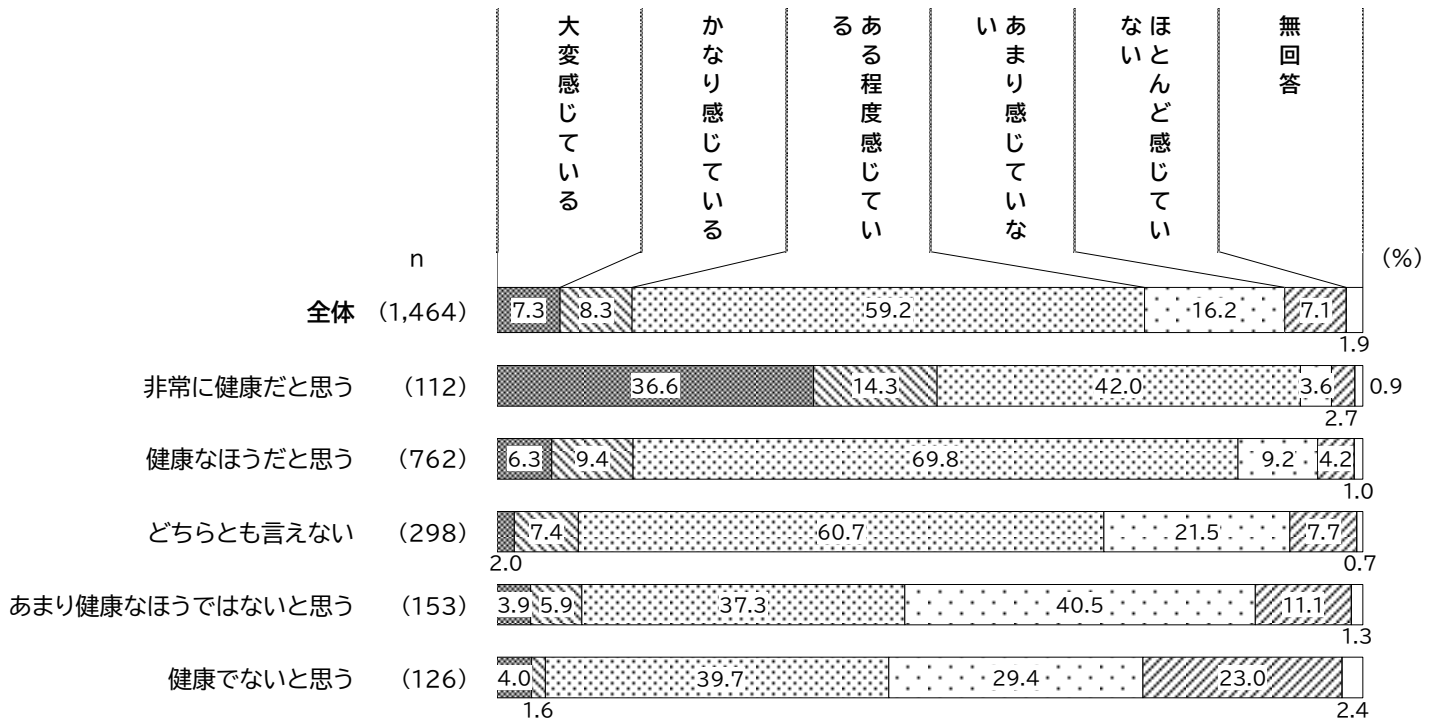 大変感じている
かなり感じている
ある程度感じてい
る
あまり感じていな
い
ほとんど感じてい
ない
無回答
n
(%)
全体 (1,464) 7.3 8.3 59.2 16.2 7.1
1.9
非常に健康だと思う (112) 36.6 14.3 42.0 3.6 0.9
2.7
健康なほうだと思う (762) 6.3 9.4 69.8 9.2 4.2
1.0
どちらとも言えない (298) 7.4 60.7 21.5 7.7
2.0 0.7
あまり健康なほうではないと思う (153) 3.9 5.9 37.3 40.5 11.1
1.3
健康でないと思う (126) 4.0 39.7 29.4 23.0
1.6 2.4